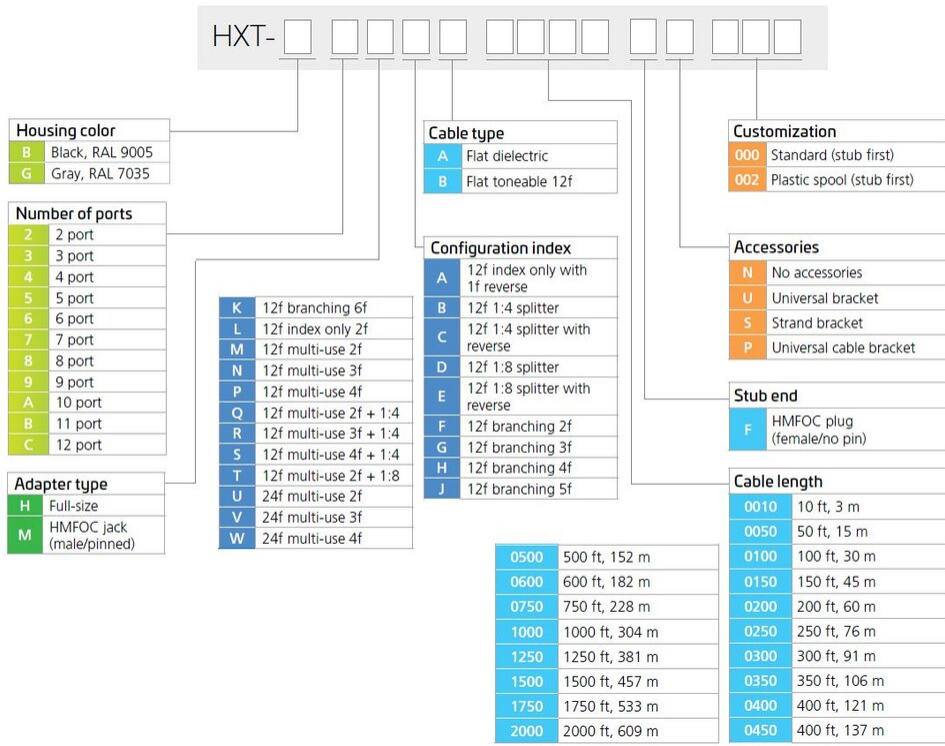 HXT-
Housing color
B Black, RAL 9005
G Gray, RAL 7035
Number of ports
2 2 port
3 3 port
4 4 port
5 5 port
6 6 port
7 7 port
8 8 port
9 9 port
A 10 port
B 11 port
C 12 port
Adapter type
H Full-size
M HMFOC jack
(male/pinned)
K 12f branching 6f
L 12f index only 2f
M 12f multi-use 2f
N 12f multi-use 3f
P 12f multi-use 4f
Q 12f multi-use 2f + 1:4
R 12f multi-use 3f + 1:4
S 12f multi-use 4f + 1:4
T 12f multi-use 2f + 1:8
U 24f multi-use 2f
V 24f multi-use 3f
W 24f multi-use 4f
Cable type
A Flat dielectric
B Flat toneable 12f
Configuration index
A 12f index only with
1f reverse
B 12f 1:4 splitter
C 12f 1:4 splitter with
reverse
D 12f 1:8 splitter
E 12f 1:8 splitter with
reverse
F 12f branching 2f
G 12f branching 3f
H 12f branching 4f
J 12f branching 5f
Customization
000 Standard (stub first)
002 Plastic spool (stub first)
Accessories
N No accessories
U Universal bracket
S Strand bracket
P Universal cable bracket
Stub end
F HMFOC plug
(female/no pin)
Cable length
0010 10 ft, 3 m
0050 50 ft, 15 m
0100 100 ft, 30 m
0150 150 ft, 45 m
0200 200 ft, 60 m
0250 250 ft, 76 m
0300 300 ft, 91 m
0350 350 ft, 106 m
0400 400 ft, 121 m
0450 400 ft, 137 m
0500 500 ft, 152 m
0600 600 ft, 182 m
0750 750 ft, 228 m
1000 1000 ft, 304 m
1250 1250 ft, 381 m
1500 1500 ft, 457 m
1750 1750 ft, 533 m
2000 2000 ft, 609 m